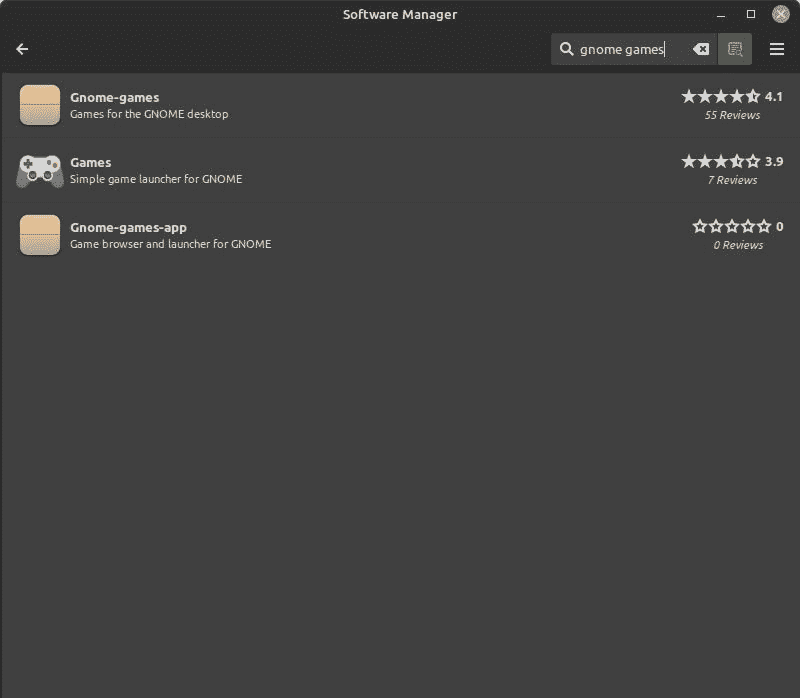 Software Manager
gnome games
Gnome-games
Games for the GNOME desktop
4.1
55 Reviews
Games
Simple game launcher for GNOME
3.9
7 Reviews
Gnome-games-app
Game browser and launcher for GNOME
0
0 Reviews